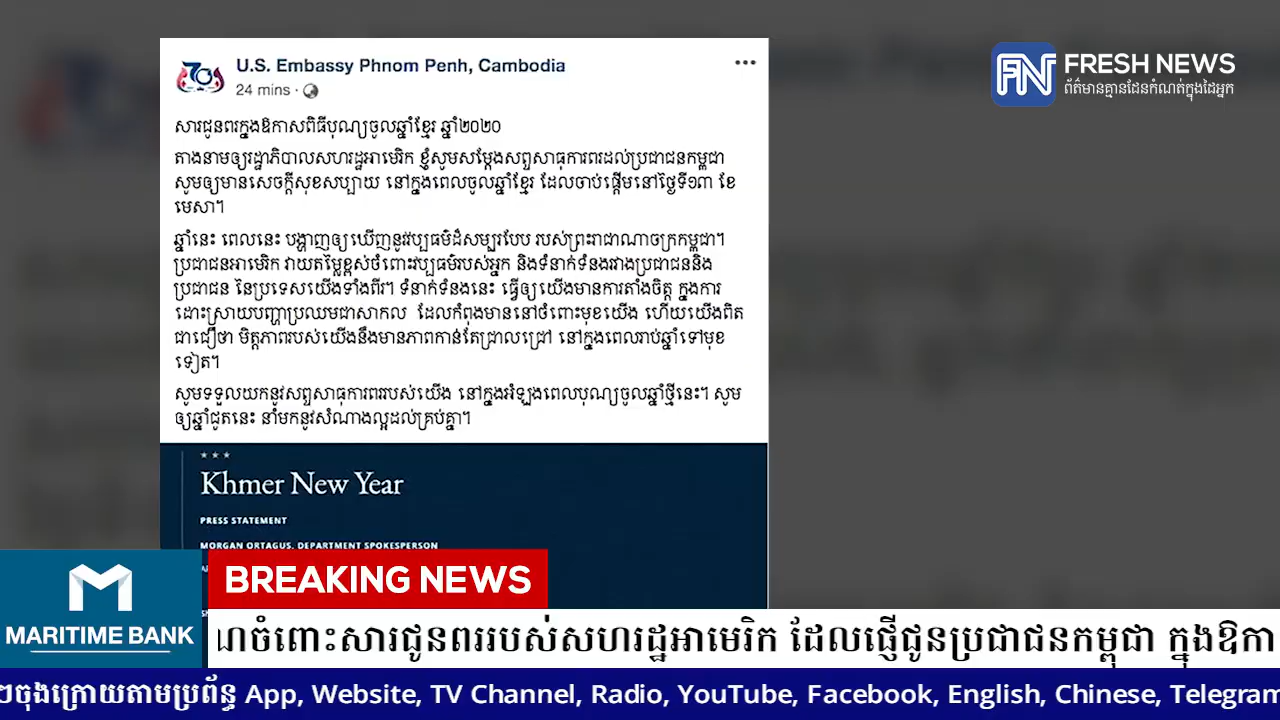 U.S. Embassy Phnom Penh, Cambodia
24 mins ·
FRESH NEWS
ព័ត៌មានគ្មានដែនកំណត់ក្នុងដៃអ្នក
សារជូនពរក្នុងឱកាសពិធីបុណ្យចូលឆ្នាំខ្មែរ ឆ្នាំ២០២០
តាងនាមឲ្យរដ្ឋាភិបាលសហរដ្ឋអាមេរិក ខ្ញុំសូមសម្តែងសព្ទសាធុការពរដល់ប្រជាជនកម្ពុជា
សូមឲ្យមានសេចក្តីសុខសប្បាយ នៅក្នុងពេលចូលឆ្នាំខ្មែរ ដែលចាប់ផ្តើមនៅថ្ងៃទី១៣ ខែ
មេសា។
ឆ្នាំនេះ ពេលនេះ បង្ហាញឲ្យឃើញនូវវប្បធម៌ដ៏សម្បូរបែប របស់ព្រះរាជាណាចក្រកម្ពុជា។
ប្រជាជនអាមេរិក វាយតម្លៃខ្ពស់ចំពោះវប្បធម៌របស់អ្នក និងទំនាក់ទំនងរវាងប្រជាជននិង
ប្រជាជន នៃប្រទេសយើងទាំងពីរ។ ទំនាក់ទំនងនេះ ធ្វើឲ្យយើងមានការតាំងចិត្ត ក្នុងការ
ដោះស្រាយបញ្ហាប្រឈមជាសាកល ដែលកំពុងមាននៅចំពោះមុខយើង ហើយយើងពិត
ជាជឿថា មិត្តភាពរបស់យើងនឹងមានភាពកាន់តែជ្រាលជ្រៅ នៅក្នុងពេលរាប់ឆ្នាំទៅមុខ
ទៀត។
សូមទទួលយកនូវសព្ទសាធុការពររបស់យើង នៅក្នុងអំឡុងពេលបុណ្យចូលឆ្នាំថ្មីនេះ។ សូម
ឲ្យឆ្នាំជូតនេះ នាំមកនូវសំណាងល្អដល់គ្រប់គ្នា។
Khmer New Year
PRESS STATEMENT
MORGAN ORTAGUS, DEPARTMENT SPOKESPERSON
BREAKING NEWS
MARITIME BANK
ចំពោះសារជូនពររបស់សហរដ្ឋអាមេរិក ដែលផ្ញើជូនប្រជាជនកម្ពុជា ក្នុងឱកា
ៗចុងក្រោយតាមប្រព័ន្ធ App, Website, TV Channel, Radio, YouTube, Facebook, English, Chinese, Telegram